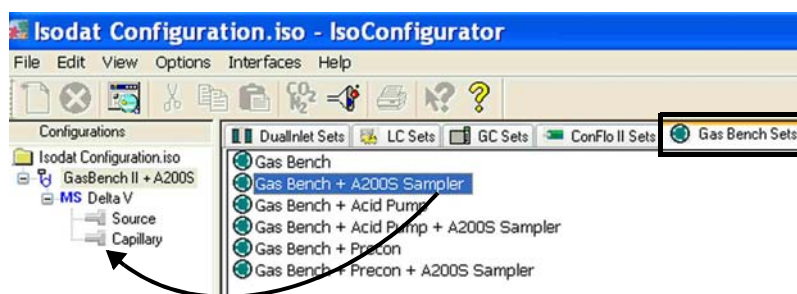 Isodat Configuration.iso - IsoConfigurator
File Edit View Options Interfaces Help
CO2
N2
Configurations
Isodat Configuration.iso
GasBench II + A200S
MS Delta V
Source
Capillary
DualInlet Sets LC Sets GC Sets ConFlo II Sets Gas Bench Sets
Gas Bench
Gas Bench + A200S Sampler
Gas Bench + Acid Pump
Gas Bench + Acid Pump + A200S Sampler
Gas Bench + Precon
Gas Bench + Precon + A200S Sampler